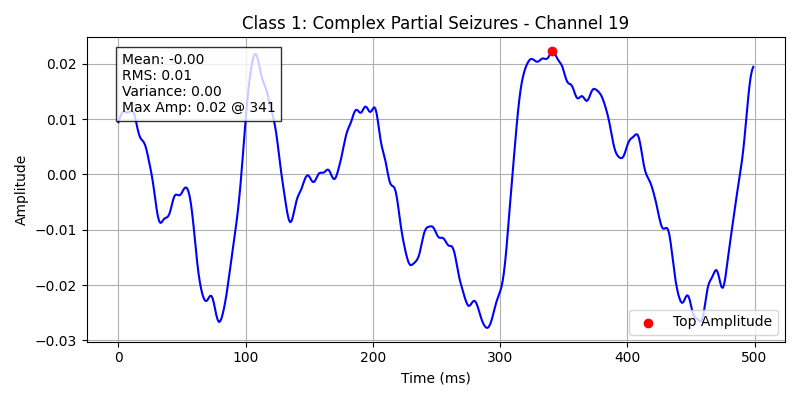 Class 1: Complex Partial Seizures - Channel 19
Mean: -0.00
RMS: 0.01
Variance: 0.00
Max Amp: 0.02 @ 341
Amplitude
0.02
0.01
0.00
−0.01
−0.02
−0.03
Top Amplitude
0 100 200 300 400 500
Time (ms)